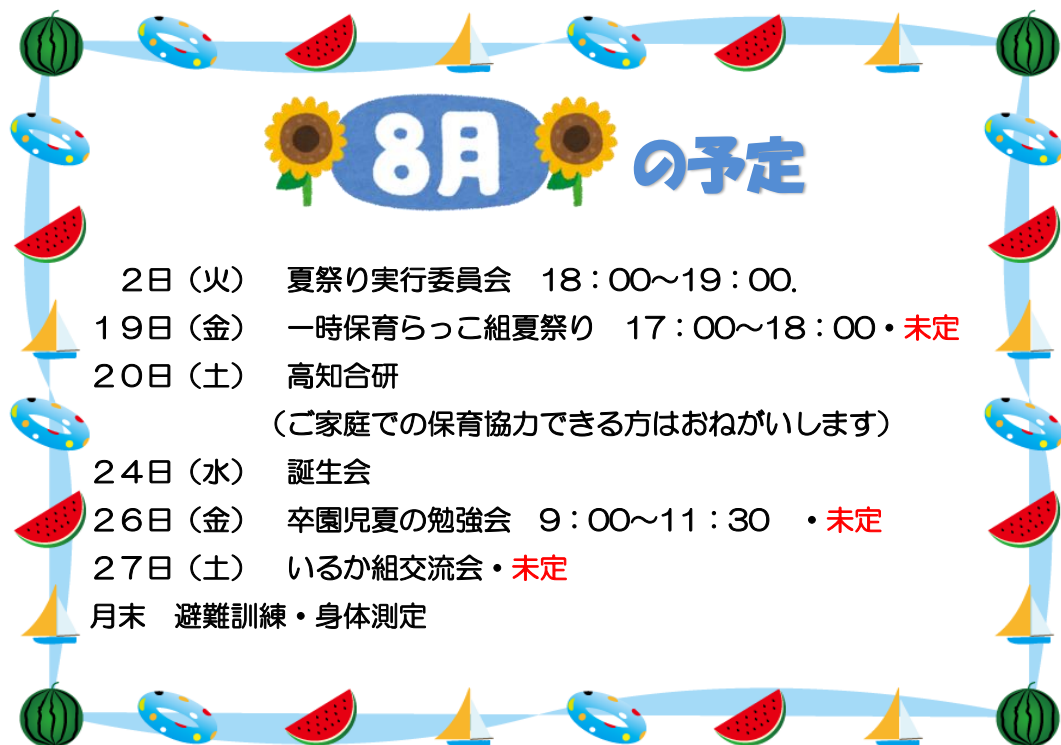 8月の予定
２日（火）　夏祭り実行委員会　18：00～19：00．
１９日（金）　一時保育らっこ組夏祭り　17：00～18：00・未定
２０日（土）　高知合研
（ご家庭での保育協力できる方はおねがいします）
２４日（水）　誕生会
２６日（金）　卒園児夏の勉強会　9：00～11：30　・未定
２７日（土）　いるか組交流会・未定
月末　避難訓練・身体測定